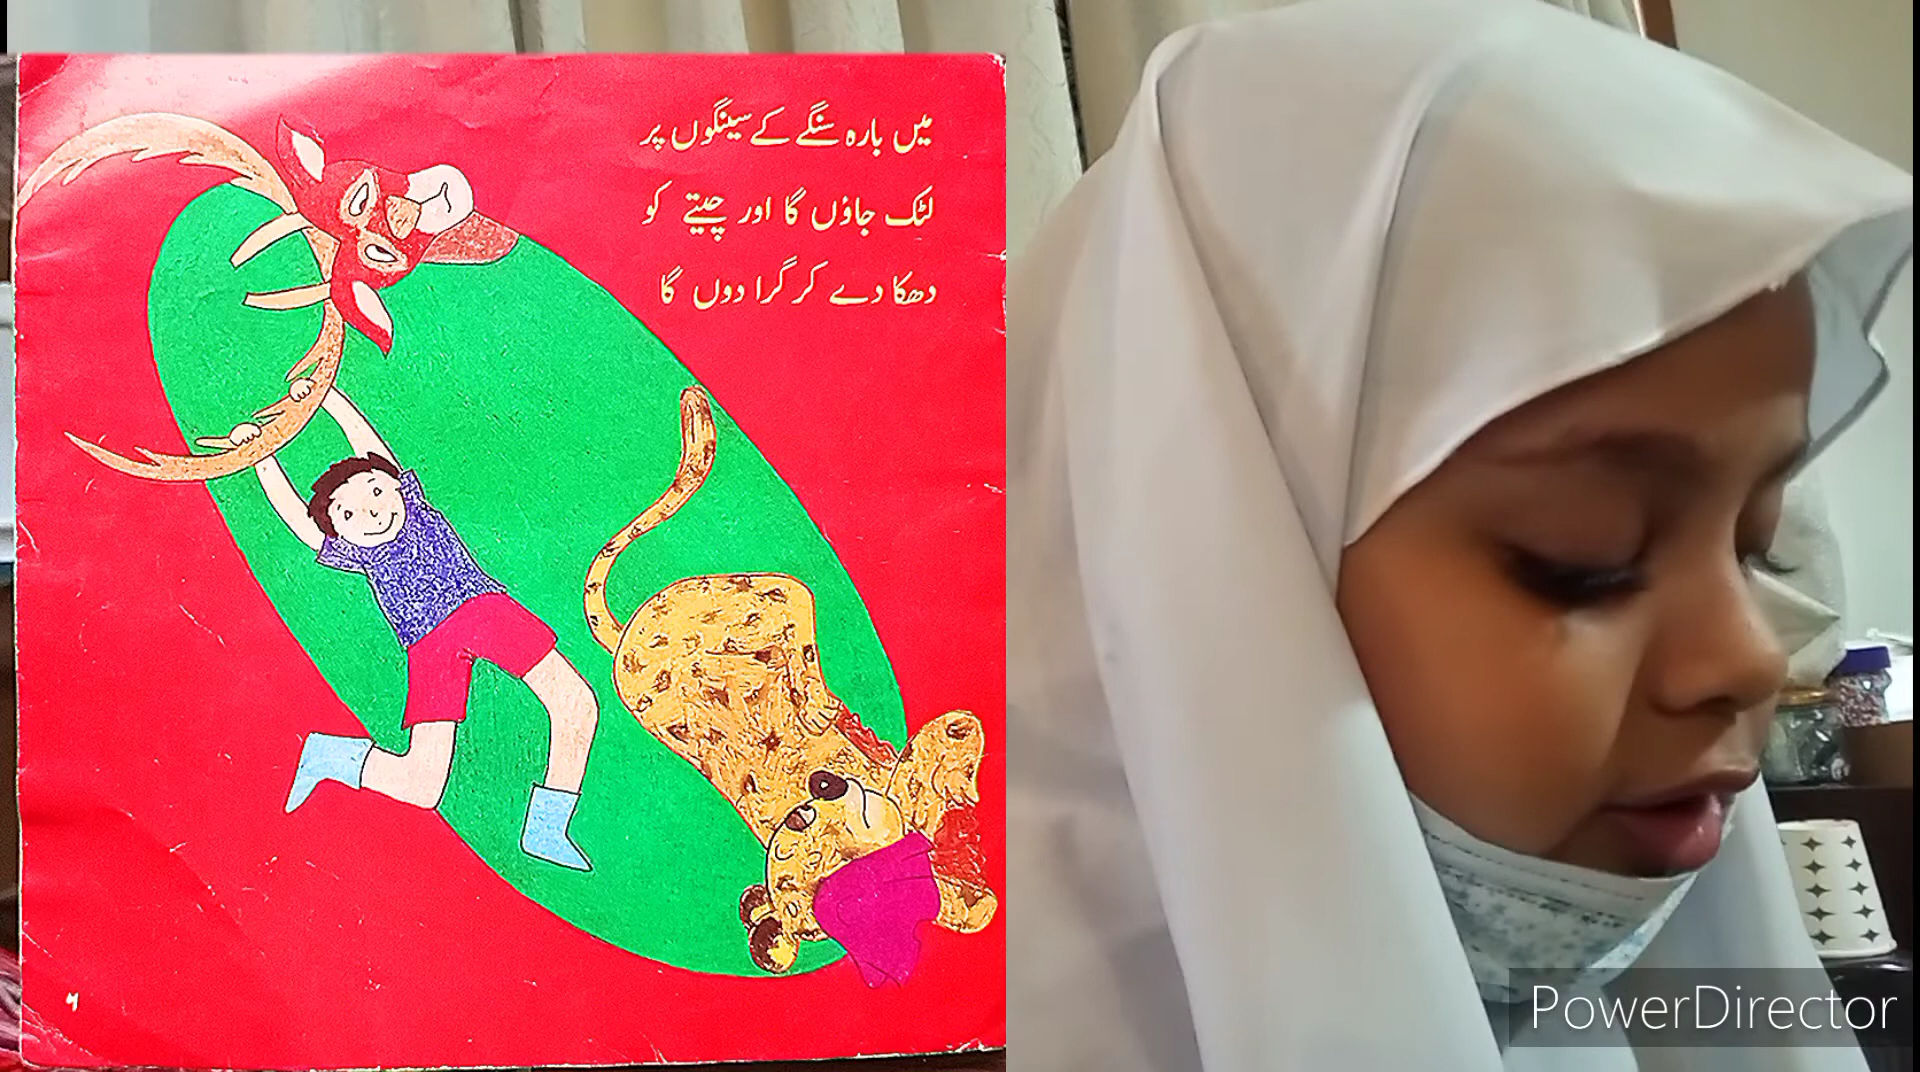 میں بارہ سنگے کے سینگوں پر
لٹک جاؤں گا اور چیتے کو
دھکا دے کر گرا دوں گا
۶
PowerDirector